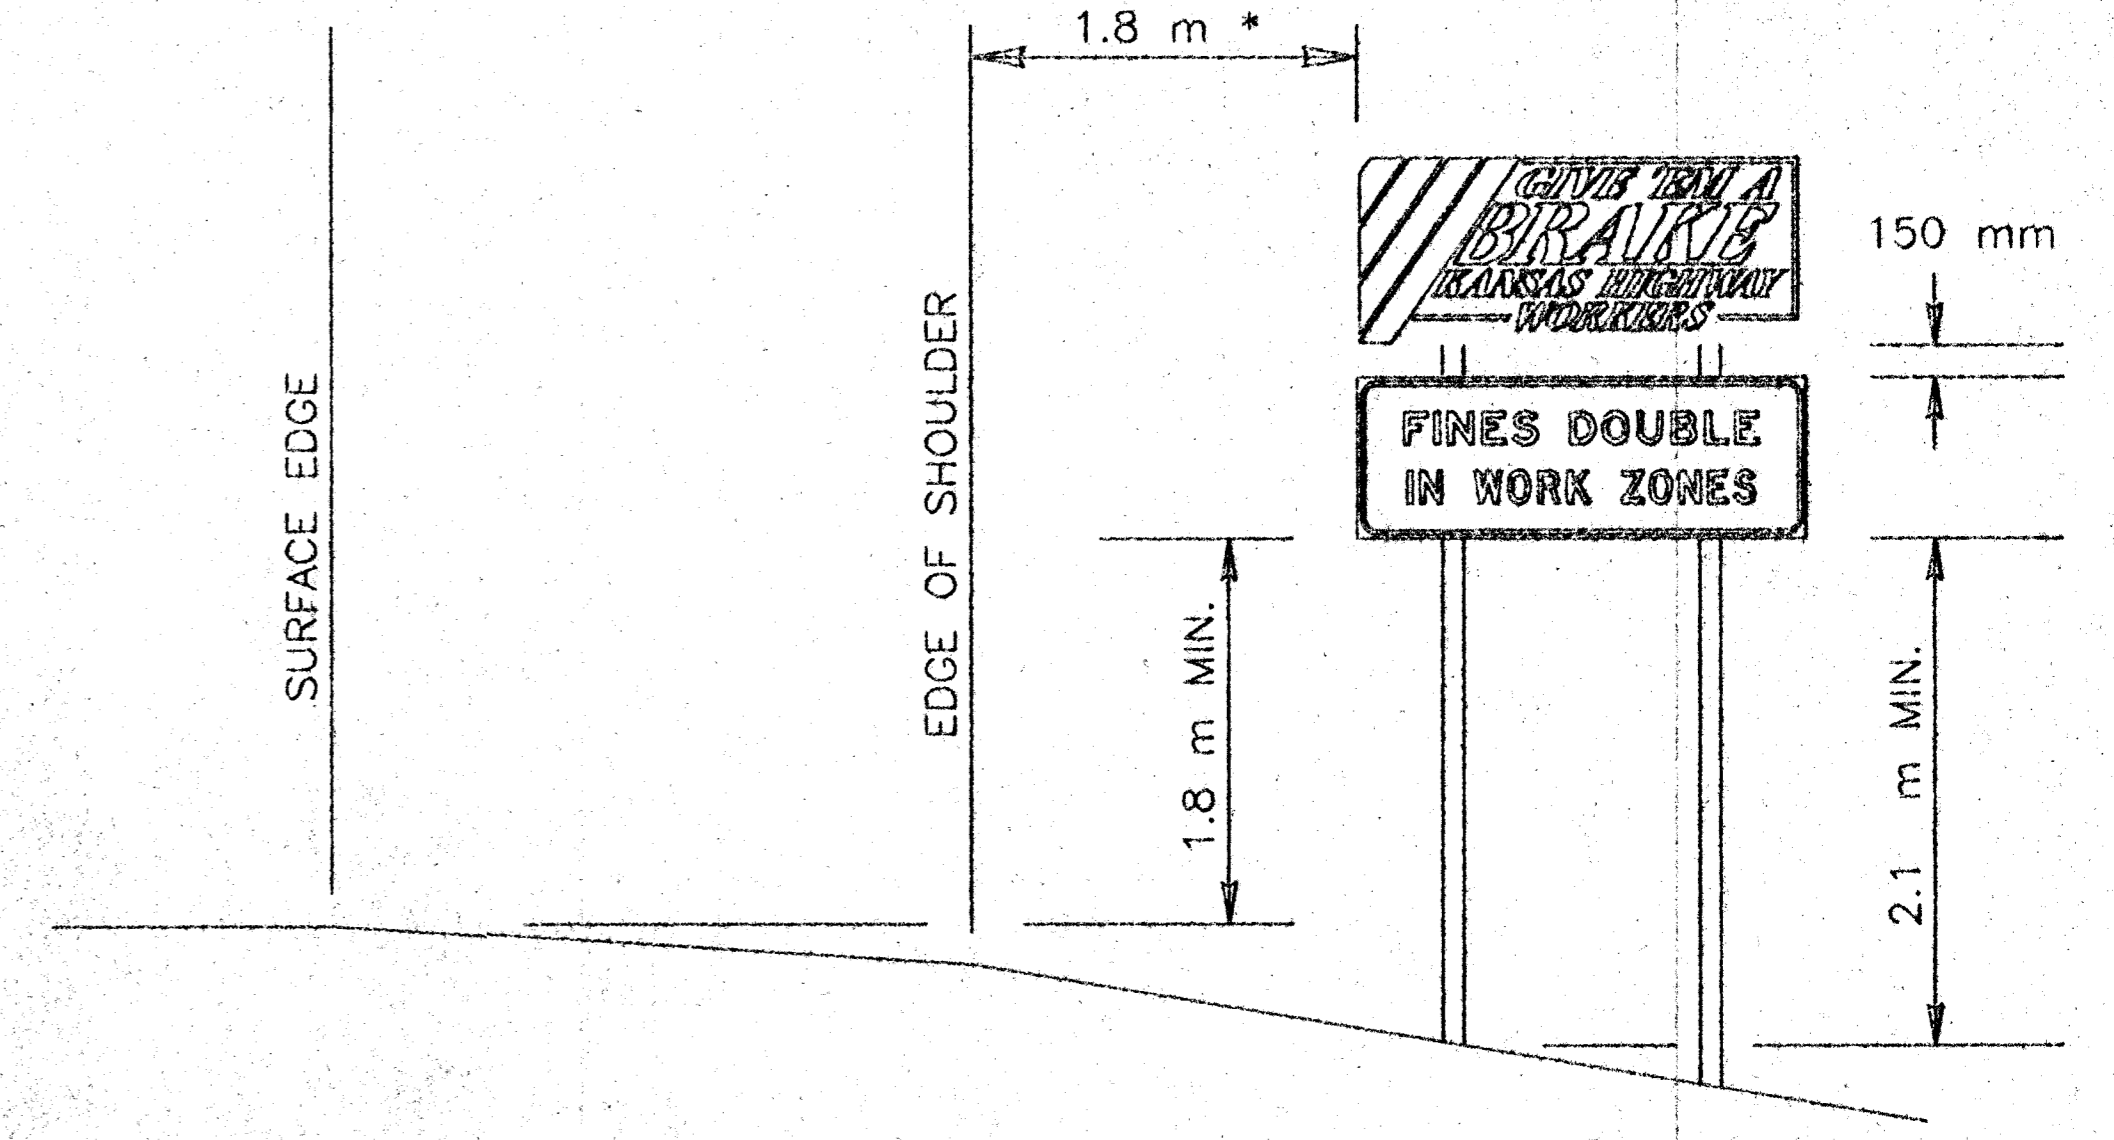 1.8 m *
GIVE 'EM A
BRAKE
KANSAS HIGHWAY
WORKERS
150 mm
FINES DOUBLE
IN WORK ZONES
SURFACE EDGE
EDGE OF SHOULDER
1.8 m MIN.
2.1 m MIN.